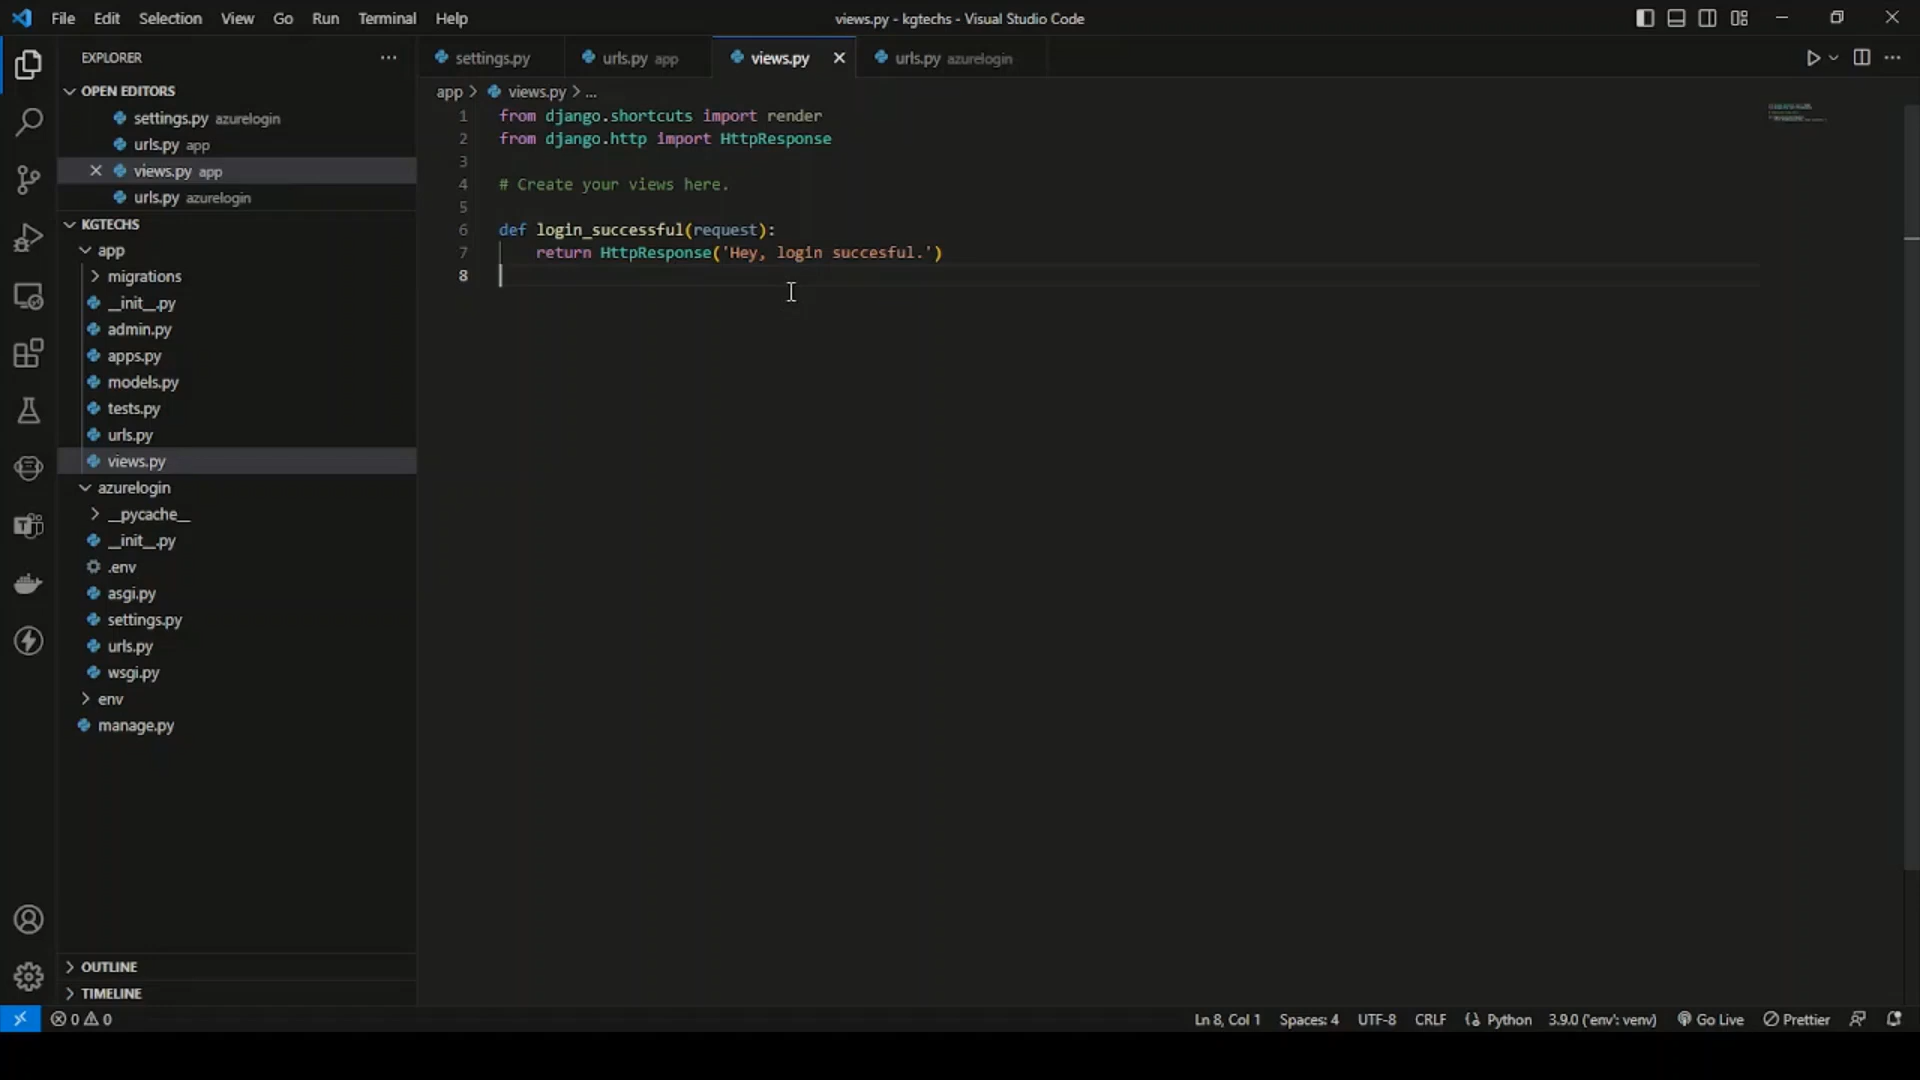 File Edit Selection View Go Run Terminal Help
views.py - kgtechs - Visual Studio Code
EXPLORER
OPEN EDITORS
settings.py azurelogin
urls.py app
views.py app
urls.py azurelogin
KGTECHS
app
migrations
__init__.py
admin.py
apps.py
models.py
tests.py
urls.py
views.py
azurelogin
__pycache__
__init__.py
.env
asgi.py
settings.py
urls.py
wsgi.py
env
manage.py
OUTLINE
TIMELINE
settings.py
urls.py app
views.py
urls.py azurelogin
app > views.py > ...
1 from django.shortcuts import render
2 from django.http import HttpResponse
3
4 # Create your views here.
5
6 def login_successful(request):
7 return HttpResponse('Hey, login succesful.')
8
0 0
Ln 8, Col 1 Spaces: 4 UTF-8 CRLF Python 3.9.0 ('env': venv) Go Live Prettier